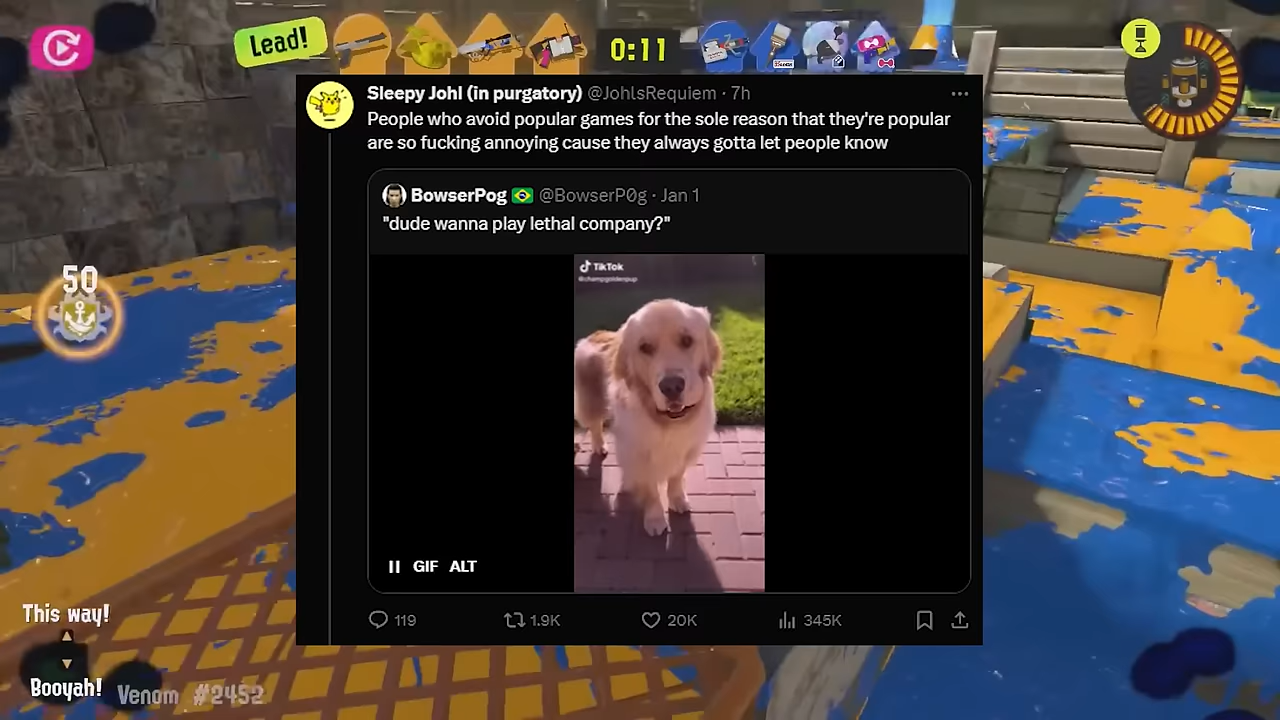 Lead!
0:11
Sleepy Johl (in purgatory) @JohlsRequiem · 7h
People who avoid popular games for the sole reason that they're popular
are so fucking annoying cause they always gotta let people know
BowserPog 🇧🇷 @BowserP0g · Jan 1
"dude wanna play lethal company?"
TikTok
@champgoldenpup
50
GIF ALT
119 1.9K 20K 345K
This way!
Booyah!
Venom #2452